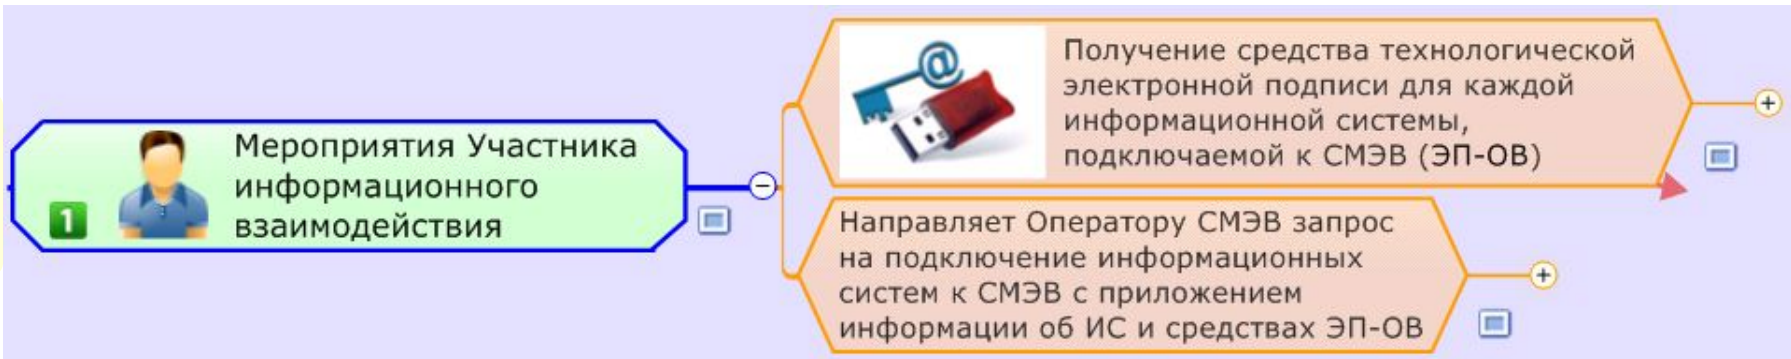 1
Мероприятия Участника
информационного
взаимодействия
Получение средства технологической
электронной подписи для каждой
информационной системы,
подключаемой к СМЭВ (ЭП-ОВ)
Направляет Оператору СМЭВ запрос
на подключение информационных
систем к СМЭВ с приложением
информации об ИС и средствах ЭП-ОВ